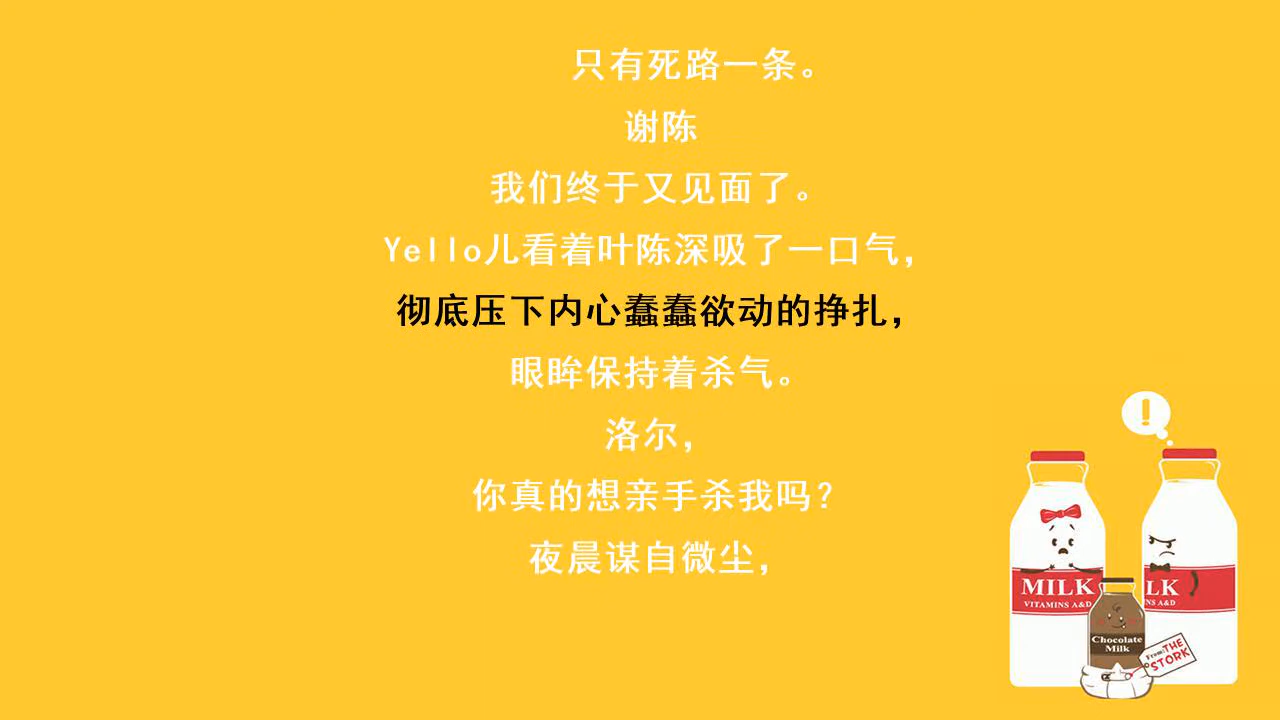 只有死路一条。
谢陈
我们终于又见面了。
Yello儿看着叶陈深吸了一口气，
彻底压下内心蠢蠢欲动的挣扎，
眼眸保持着杀气。
洛尔，
你真的想亲手杀我吗？
夜晨谋自微尘，
!
MILK
VITAMINS A&D
LK
NS A&D
Chocolate
Milk
From: THE
STORK